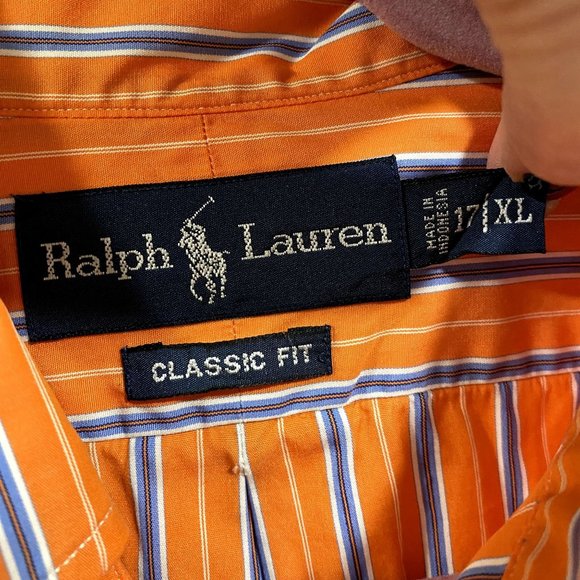 Ralph Lauren
MADE IN
INDONESIA
17 XL
CLASSIC FIT